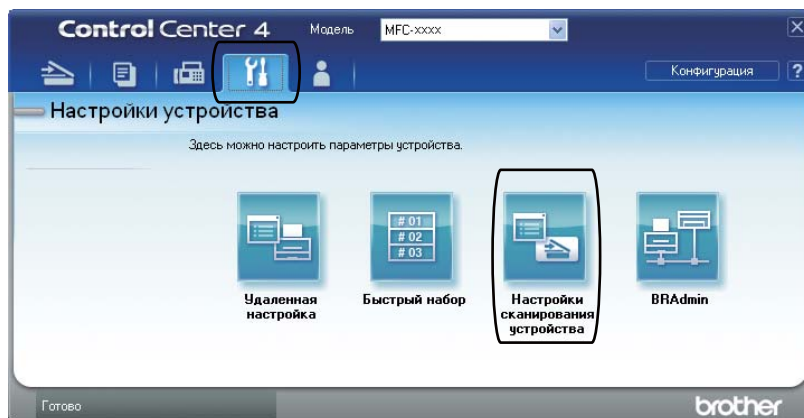 Control Center 4 Модель MFC-xxxx X
Конфигурация ?
Настройки устройства
Здесь можно настроить параметры устройства.
# 01
# 02
# 03
Удаленная
настройка
Быстрый набор
Настройки
сканирования
устройства
BRAdmin
Готово
brother